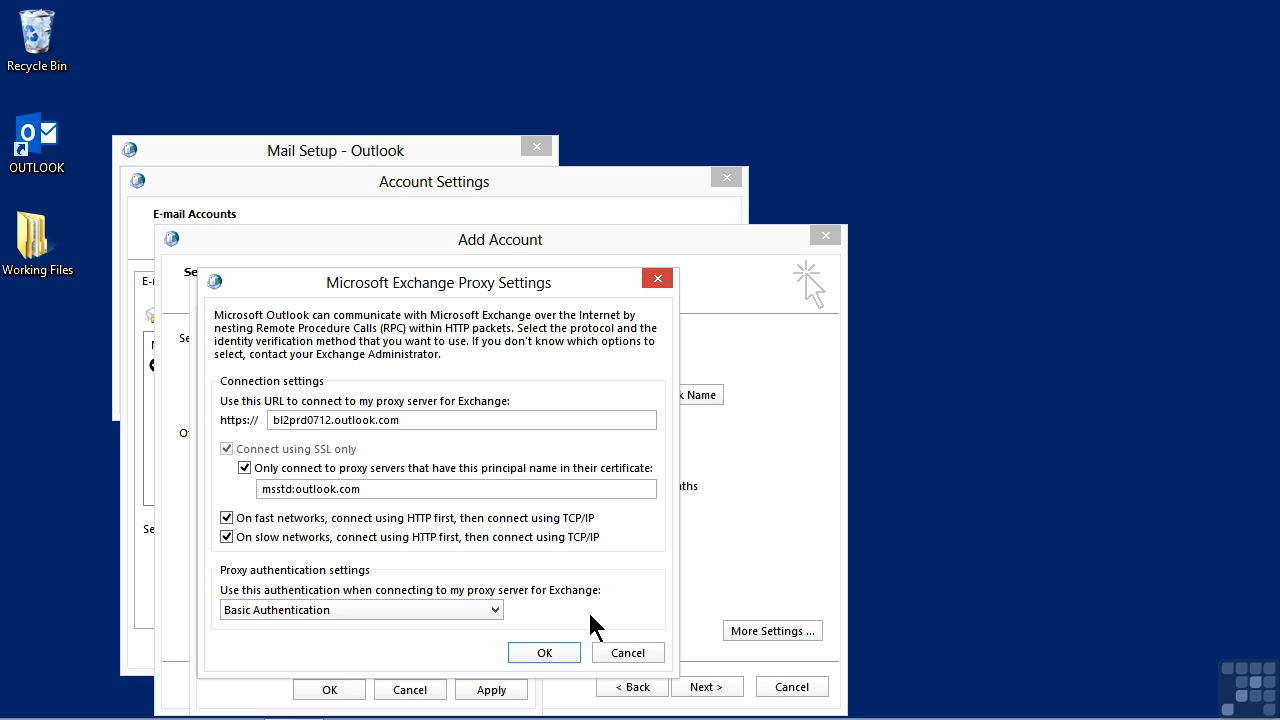 Recycle Bin
OUTLOOK
Working Files
Mail Setup - Outlook
Account Settings
E-mail Accounts
Add Account
Se
E-
Se
Microsoft Exchange Proxy Settings
Microsoft Outlook can communicate with Microsoft Exchange over the Internet by
nesting Remote Procedure Calls (RPC) within HTTP packets. Select the protocol and the
identity verification method that you want to use. If you don't know which options to
select, contact your Exchange Administrator.
Connection settings
Use this URL to connect to my proxy server for Exchange:
https:// bl2prd0712.outlook.com
Connect using SSL only
Only connect to proxy servers that have this principal name in their certificate:
msstd:outlook.com
On fast networks, connect using HTTP first, then connect using TCP/IP
On slow networks, connect using HTTP first, then connect using TCP/IP
Proxy authentication settings
Use this authentication when connecting to my proxy server for Exchange:
Basic Authentication
OK Cancel
k Name
More Settings ...
OK Cancel Apply
< Back Next > Cancel